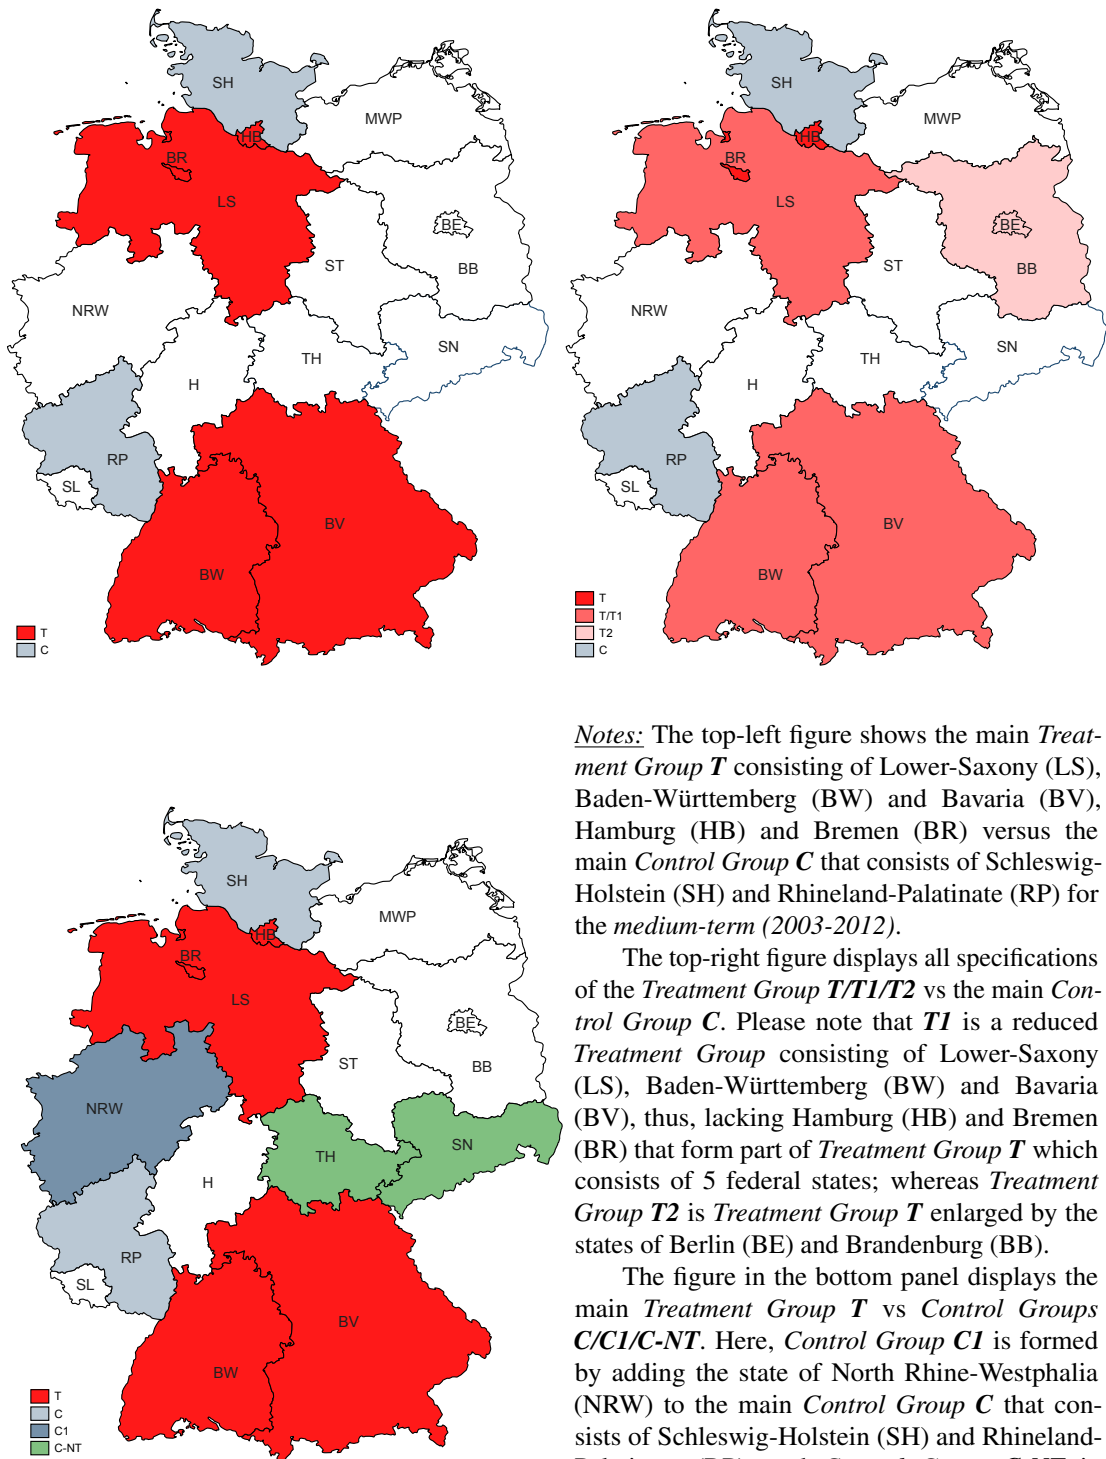 SH
MWP
HB
BR
LS
BE
ST
BB
NRW
SN
TH
H
RP
SL
BV
BW
T
C
SH
MWP
HB
BR
LS
BE
ST
BB
NRW
SN
TH
H
RP
SL
BV
BW
T
T/T1
T2
C
SH
MWP
HB
BR
LS
BE
ST
BB
NRW
SN
TH
H
RP
SL
BV
BW
T
C
C1
C-NT
Notes: The top-left figure shows the main Treat-
ment Group T consisting of Lower-Saxony (LS),
Baden-Württemberg (BW) and Bavaria (BV),
Hamburg (HB) and Bremen (BR) versus the
main Control Group C that consists of Schleswig-
Holstein (SH) and Rhineland-Palatinate (RP) for
the medium-term (2003-2012).
The top-right figure displays all specifications
of the Treatment Group T/T1/T2 vs the main Con-
trol Group C. Please note that T1 is a reduced
Treatment Group consisting of Lower-Saxony
(LS), Baden-Württemberg (BW) and Bavaria
(BV), thus, lacking Hamburg (HB) and Bremen
(BR) that form part of Treatment Group T which
consists of 5 federal states; whereas Treatment
Group T2 is Treatment Group T enlarged by the
states of Berlin (BE) and Brandenburg (BB).
The figure in the bottom panel displays the
main Treatment Group T vs Control Groups
C/C1/C-NT. Here, Control Group C1 is formed
by adding the state of North Rhine-Westphalia
(NRW) to the main Control Group C that con-
sists of Schleswig-Holstein (SH) and Rhineland-